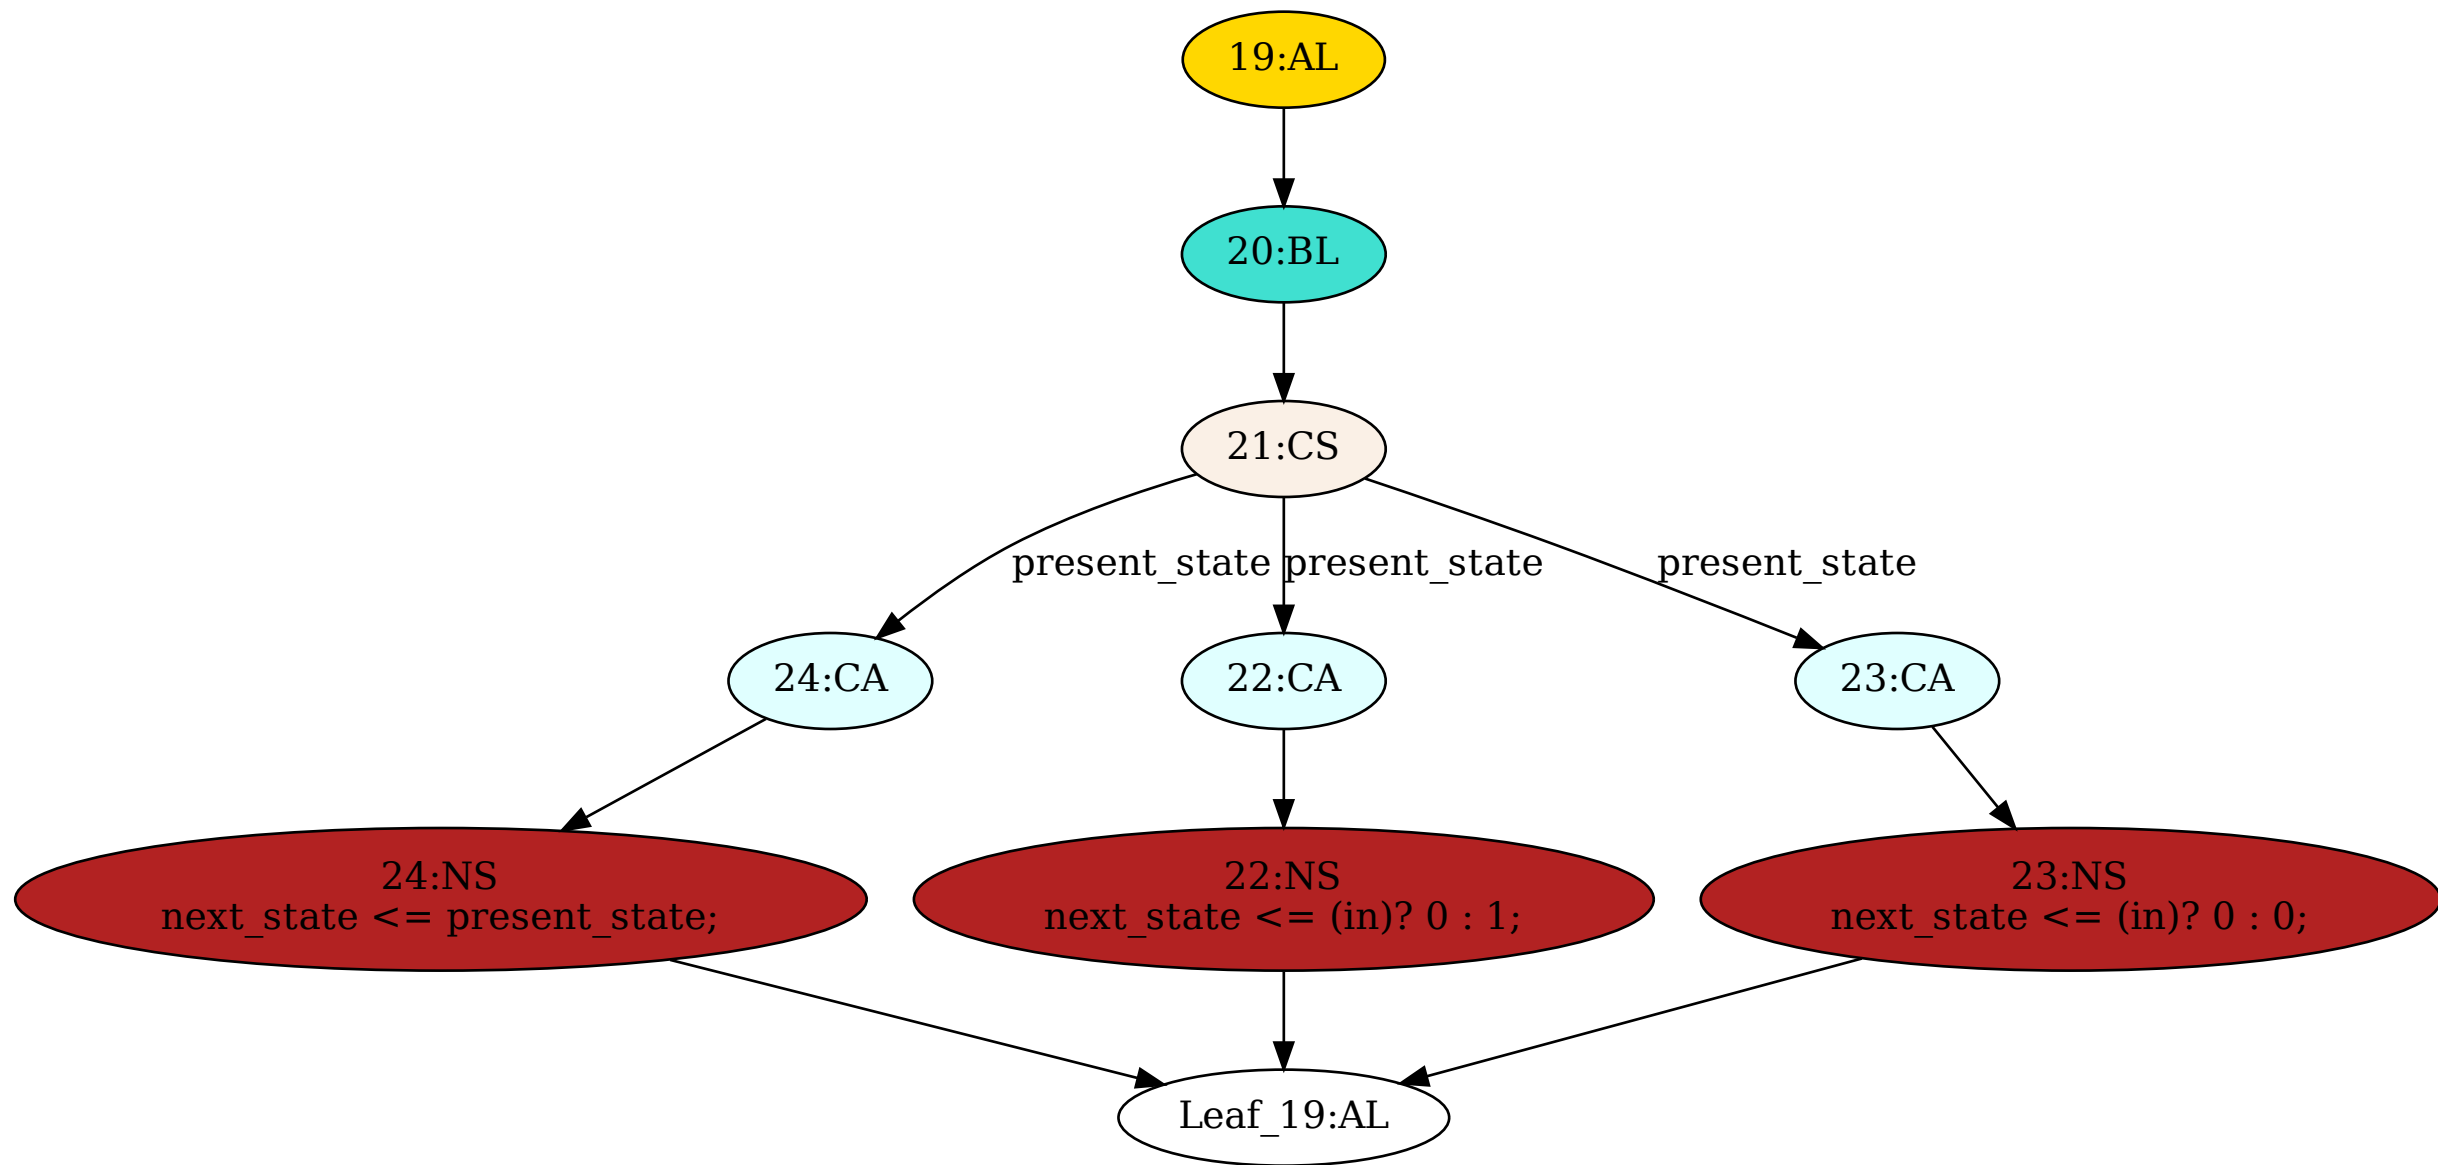 19:AL
20:BL
21:CS
present_state
present_state
present_state
24:CA
22:CA
23:CA
24:NS
next_state <= present_state;
22:NS
next_state <= (in)? 0 : 1;
23:NS
next_state <= (in)? 0 : 0;
Leaf_19:AL